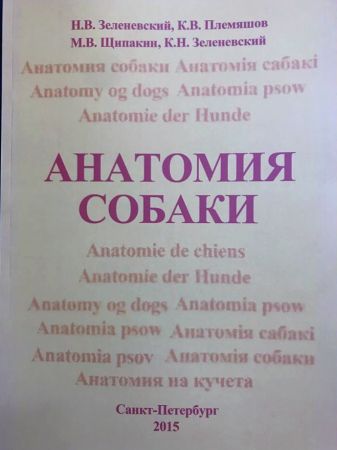 Н.В. Зеленевский, К.В. Племяшов
М.В. Щипакин, К.Н. Зеленевский
Анатомия собаки Анатомія сабакі
Anatomy og dogs Anatomia psow
Anatomie der Hunde
АНАТОМИЯ
СОБАКИ
Anatomie de chiens
Anatomie der Hunde
Anatomy og dogs Anatomia psow
Anatomia psow Анатомія сабакі
Anatomia psov Анатомія собаки
Анатомия на кучета
Санкт-Петербург
2015